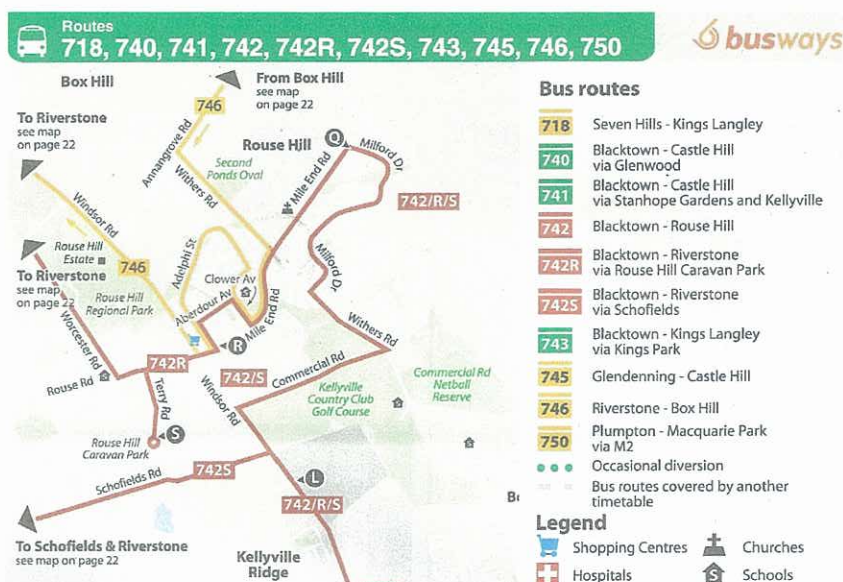 Routes
718, 740, 741, 742, 742R, 742S, 743, 745, 746, 750
busways
Box Hill
From Box Hill
see map
on page 22
746
To Riverstone
see map
on page 22
Annangrove Rd
Second
Ponds Oval
Rouse Hill
Q
Milford Dr
Withers Rd
Mile End Rd
742/R/S
Windsor Rd
Rouse Hill
Estate
746
Adelphi St
Clower Av
Aberdour Av
Mile End Rd
Milford Dr
To Riverstone
see map
on page 22
Rouse Hill
Regional Park
Worcester Rd
R
Withers Rd
742R
742/S
Commercial Rd
Rouse Rd
Terry Rd
Windsor Rd
Kellyville
Country Club
Golf Course
Commercial Rd
Netball
Reserve
S
Rouse Hill
Caravan Park
Schofields Rd
742S
L
742/R/S
To Schofields & Riverstone
see map on page 22
Kellyville
Ridge
Bus routes
718 Seven Hills - Kings Langley
740 Blacktown - Castle Hill
via Glenwood
741 Blacktown - Castle Hill
via Stanhope Gardens and Kellyville
742 Blacktown - Rouse Hill
742R Blacktown - Riverstone
via Rouse Hill Caravan Park
742S Blacktown - Riverstone
via Schofields
743 Blacktown - Kings Langley
via Kings Park
745 Glendenning - Castle Hill
746 Riverstone - Box Hill
750 Plumpton - Macquarie Park
via M2
Occasional diversion
Bus routes covered by another
timetable
Legend
Shopping Centres
Churches
Hospitals
S Schools